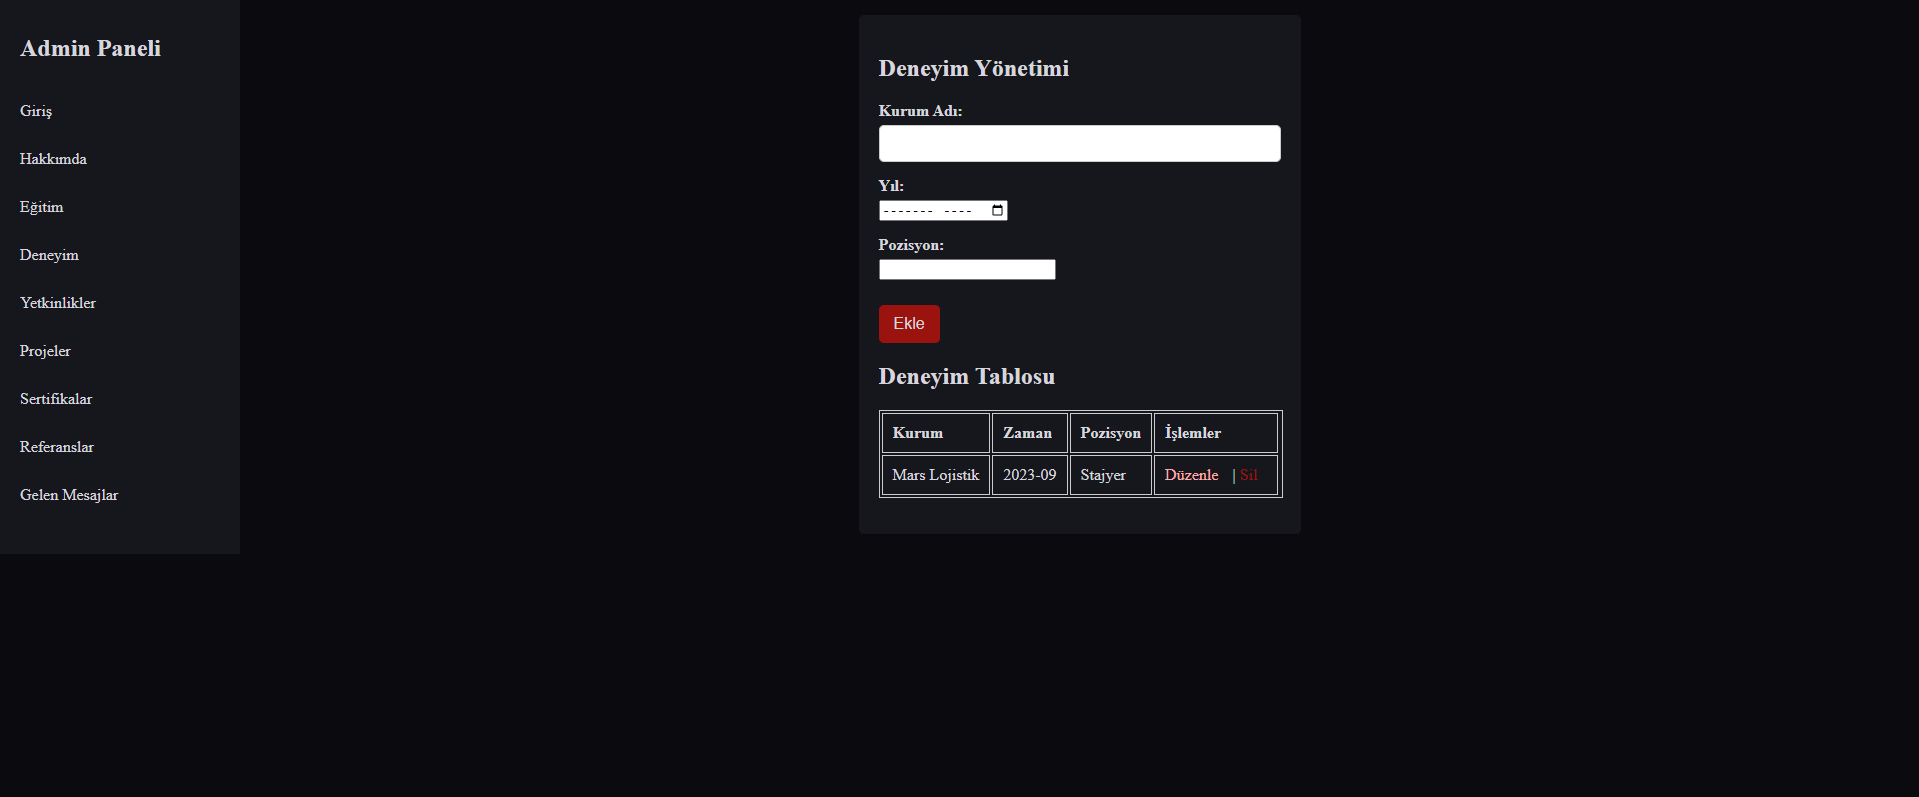 Admin Paneli
Giriş
Hakkımda
Eğitim
Deneyim
Yetkinlikler
Projeler
Sertifikalar
Referanslar
Gelen Mesajlar
Deneyim Yönetimi
Kurum Adı:
Yıl:
------- ----
Pozisyon:
Ekle
Deneyim Tablosu
Kurum Zaman Pozisyon İşlemler
Mars Lojistik 2023-09 Stajyer Düzenle | Sil